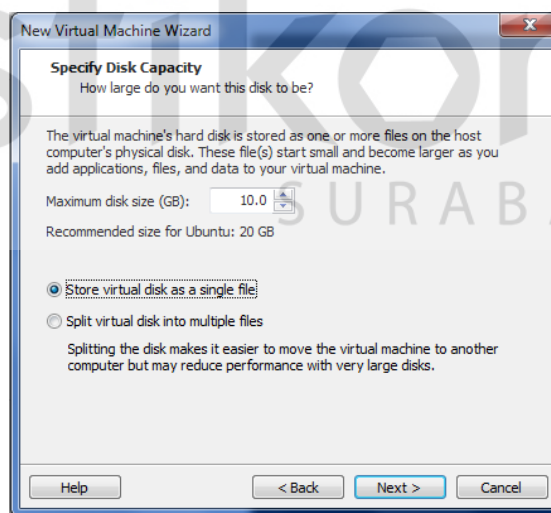 New Virtual Machine Wizard
Specify Disk Capacity
How large do you want this disk to be?
The virtual machine's hard disk is stored as one or more files on the host
computer's physical disk. These file(s) start small and become larger as you
add applications, files, and data to your virtual machine.
Maximum disk size (GB): 10.0
SURABA
Recommended size for Ubuntu: 20 GB
Store virtual disk as a single file
Split virtual disk into multiple files
Splitting the disk makes it easier to move the virtual machine to another
computer but may reduce performance with very large disks.
Help < Back Next > Cancel